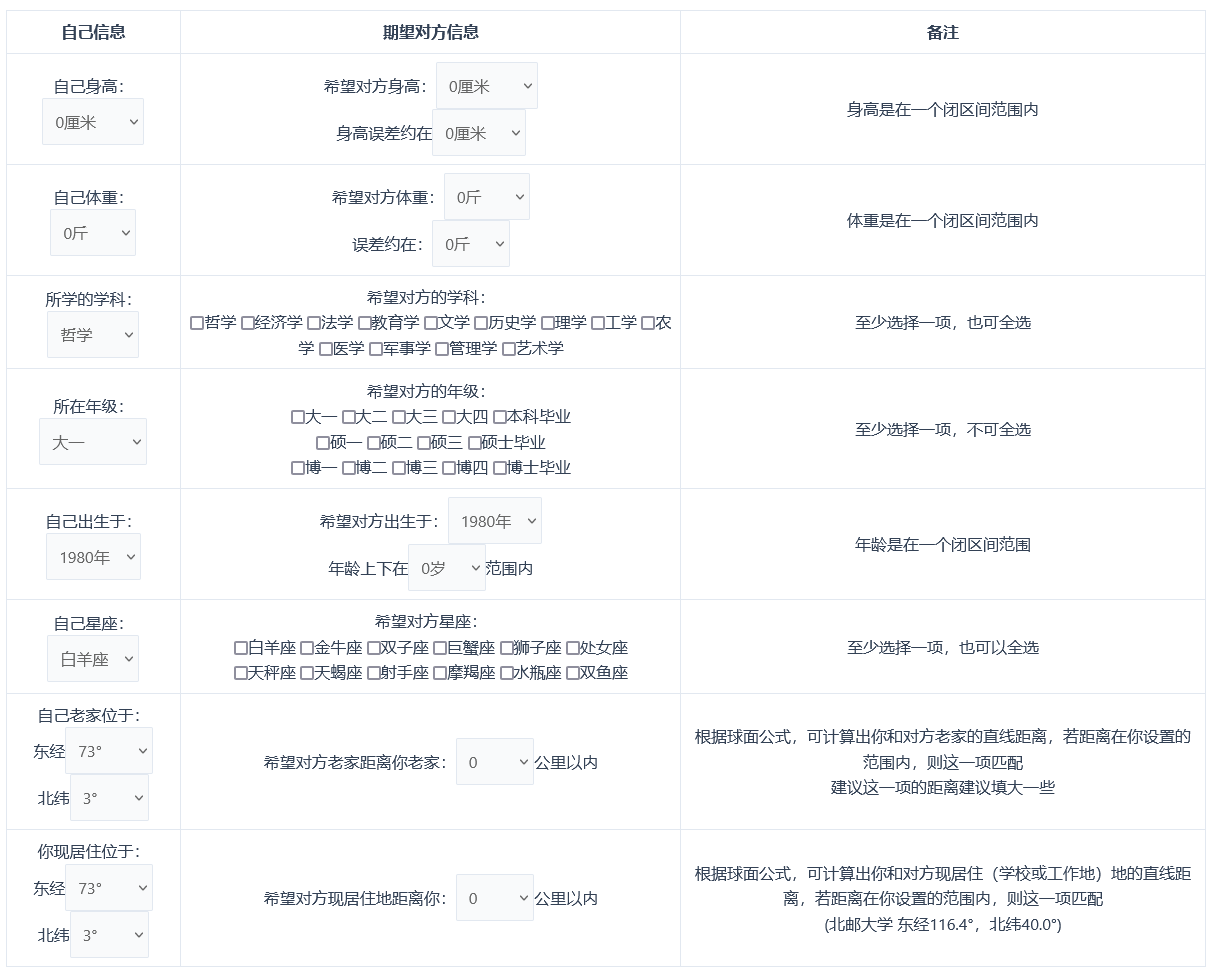 自己信息 期望对方信息 备注
自己身高：
0厘米
希望对方身高： 0厘米
身高误差约在 0厘米
身高是在一个闭区间范围内
自己体重：
0斤
希望对方体重： 0斤
误差约在： 0斤
体重是在一个闭区间范围内
所学的学科：
哲学
希望对方的学科：
哲学 经济学 法学 教育学 文学 历史学 理学 工学 农
学 医学 军事学 管理学 艺术学
至少选择一项，也可全选
所在年级：
大一
希望对方的年级：
大一 大二 大三 大四 本科毕业
硕一 硕二 硕三 硕士毕业
博一 博二 博三 博四 博士毕业
至少选择一项，不可全选
自己出生于：
1980年
希望对方出生于： 1980年
年龄上下在 0岁 范围内
年龄是在一个闭区间范围
自己星座：
白羊座
希望对方星座：
白羊座 金牛座 双子座 巨蟹座 狮子座 处女座
天秤座 天蝎座 射手座 摩羯座 水瓶座 双鱼座
至少选择一项，也可以全选
自己老家位于：
东经 73°
北纬 3°
希望对方老家距离你老家： 0 公里以内
根据球面公式，可计算出你和对方老家的直线距离，若距离在你设置的
范围内，则这一项匹配
建议这一项的距离建议填大一些
你现居住位于：
东经 73°
北纬 3°
希望对方现居住地距离你： 0 公里以内
根据球面公式，可计算出你和对方现居住（学校或工作地）地的直线距
离，若距离在你设置的范围内，则这一项匹配
(北邮大学 东经116.4°，北纬40.0°)